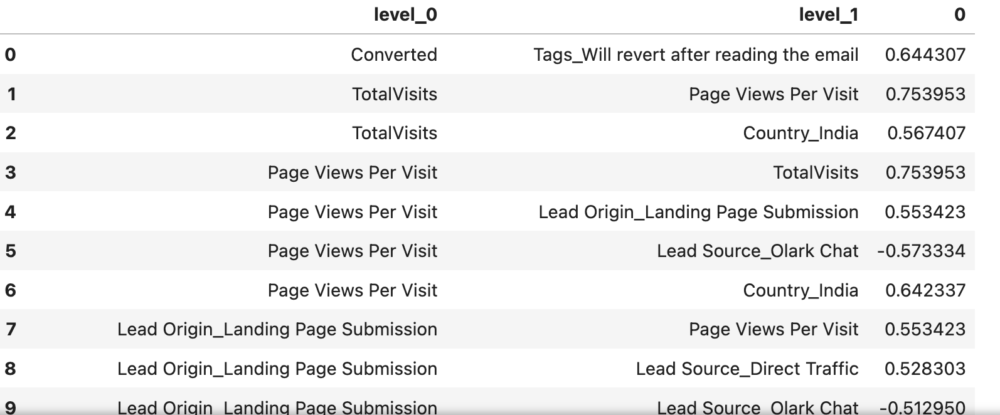 level_0 level_1 0
0 Converted Tags_Will revert after reading the email 0.644307
1 TotalVisits Page Views Per Visit 0.753953
2 TotalVisits Country_India 0.567407
3 Page Views Per Visit TotalVisits 0.753953
4 Page Views Per Visit Lead Origin_Landing Page Submission 0.553423
5 Page Views Per Visit Lead Source_Olark Chat -0.573334
6 Page Views Per Visit Country_India 0.642337
7 Lead Origin_Landing Page Submission Page Views Per Visit 0.553423
8 Lead Origin_Landing Page Submission Lead Source_Direct Traffic 0.528303
9 Lead Origin_Landing Page Submission Lead Source_Olark Chat -0.512950